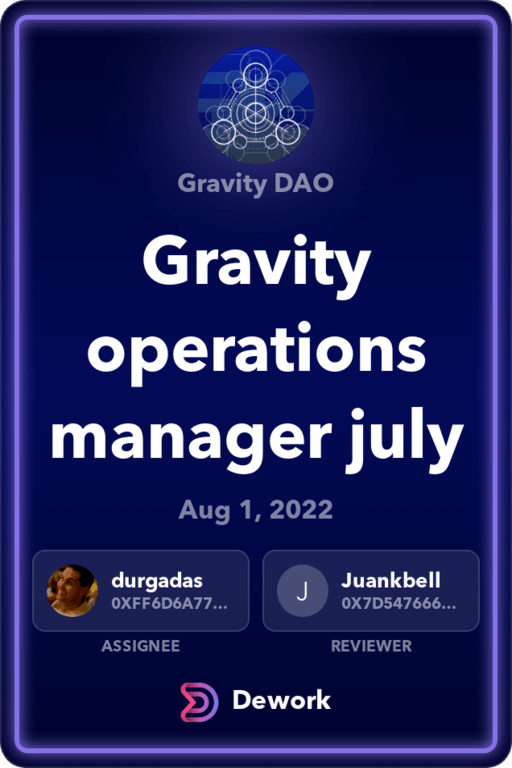 Gravity DAO
Gravity
operations
manager july
Aug 1, 2022
durgadas
0XFF6D6A77...
ASSIGNEE
J
Juankbell
0X7D547666...
REVIEWER
Dework